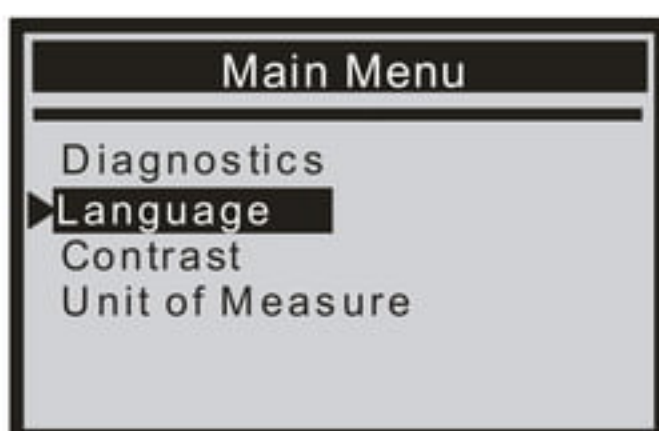 Main Menu
Diagnostics
Language
Contrast
Unit of Measure